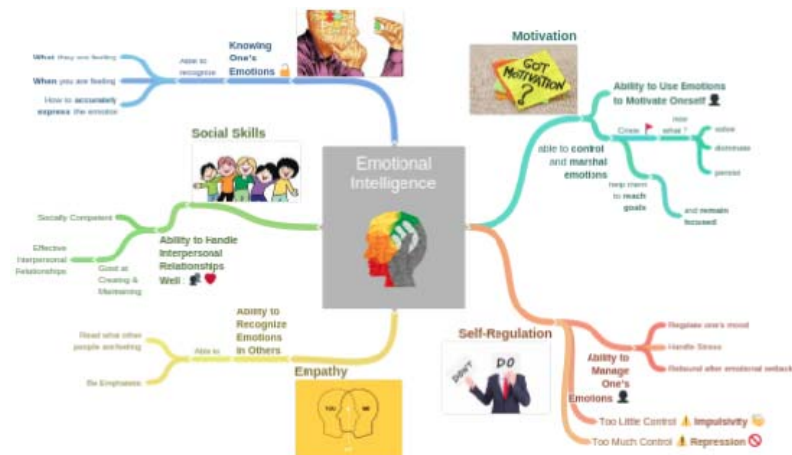 Emotional
Intelligence
Knowing
One's
Emotions
Able to
recognize
What they are feeling
When you are feeling
How to accurately
express the emotion
Social Skills
Ability to Handle
Interpersonal
Relationships
Well :
Socially Competent
Good at
Creating &
Maintaining
Effective
Interpersonal
Relationships
Ability to
Recognize
Emotions
in Others
Empathy
Able to
Read what other
people are feeling
Be Emphatetic
YOU
ME
Motivation
GOT
MOTIVATION
?
Ability to Use Emotions
to Motivate Oneself
able to control
and marshal
emotions
Crisis
now
what ?
solve
dominate
persist
help them
to reach
goals
and remain
focused
Self-Regulation
DON'T
DO
Ability to
Manage
One's
Emotions
Regulate one's mood
Handle Stress
Rebound after emotional setback
Too Little Control
Impulsivity
Too Much Control
Repression